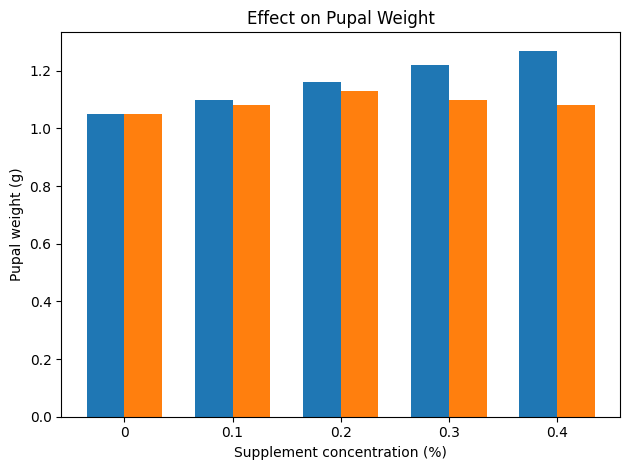 Effect on Pupal Weight
Pupal weight (g)
1.2
1.0
0.8
0.6
0.4
0.2
0.0
0 0.1 0.2 0.3 0.4
Supplement concentration (%)